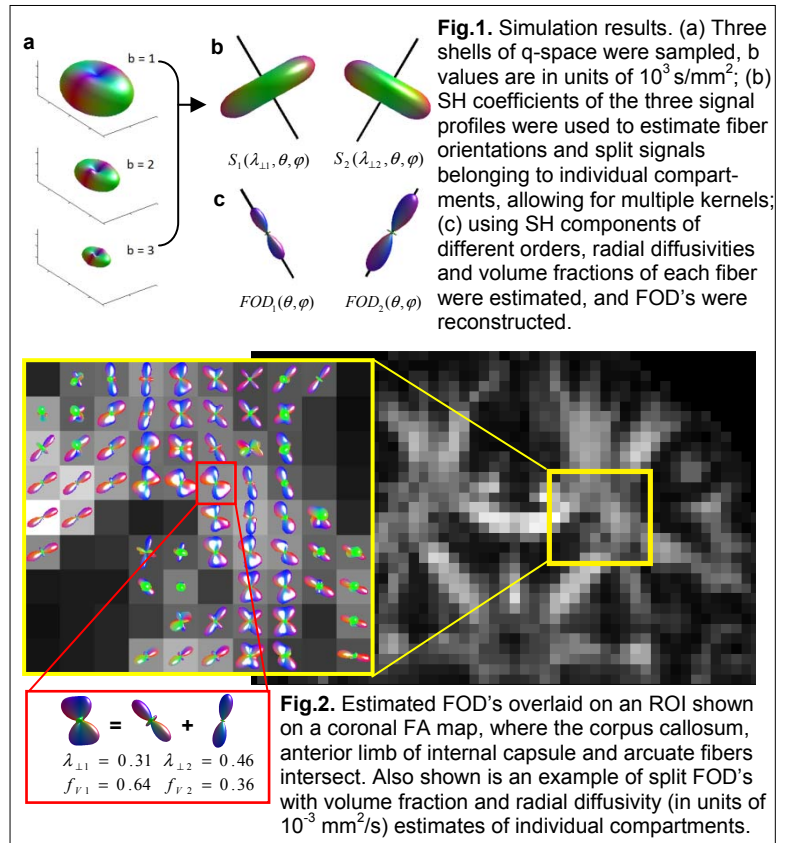 a
b = 1
b = 2
b = 3
b
S₁(λ⊥₁, θ, φ)
S₂(λ⊥₂, θ, φ)
c
FOD₁(θ, φ)
FOD₂(θ, φ)
Fig.1. Simulation results. (a) Three
shells of q-space were sampled, b
values are in units of 10³ s/mm²; (b)
SH coefficients of the three signal
profiles were used to estimate fiber
orientations and split signals
belonging to individual compart-
ments, allowing for multiple kernels;
(c) using SH components of
different orders, radial diffusivities
and volume fractions of each fiber
were estimated, and FOD's were
reconstructed.
= +
λ⊥₁ = 0.31 λ⊥₂ = 0.46
f_V1 = 0.64 f_V2 = 0.36
Fig.2. Estimated FOD's overlaid on an ROI shown
on a coronal FA map, where the corpus callosum,
anterior limb of internal capsule and arcuate fibers
intersect. Also shown is an example of split FOD's
with volume fraction and radial diffusivity (in units of
10⁻³ mm²/s) estimates of individual compartments.